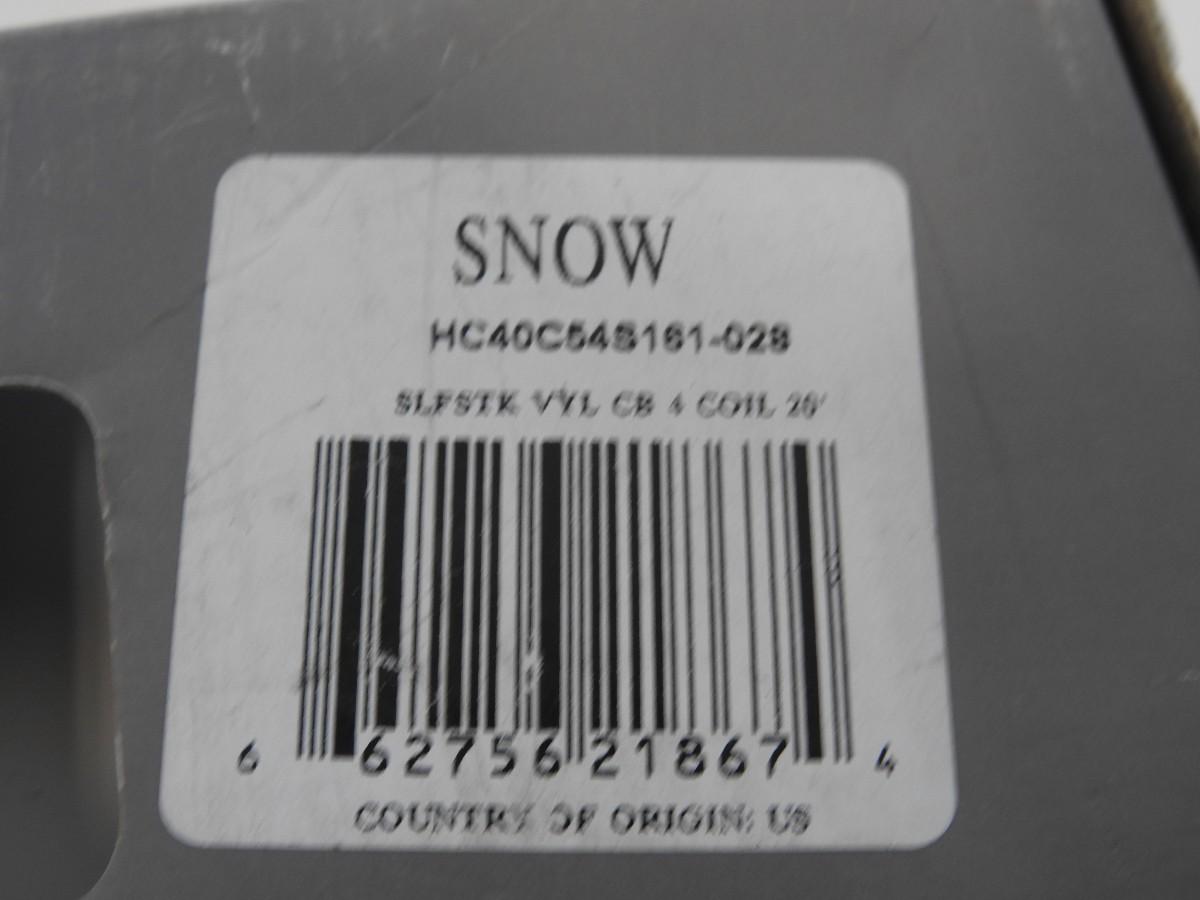 SNOW
HC40C54S161-028
SLFSTK VYL CB 4 COIL 20'
6 62756 21867 4
COUNTRY OF ORIGIN: US